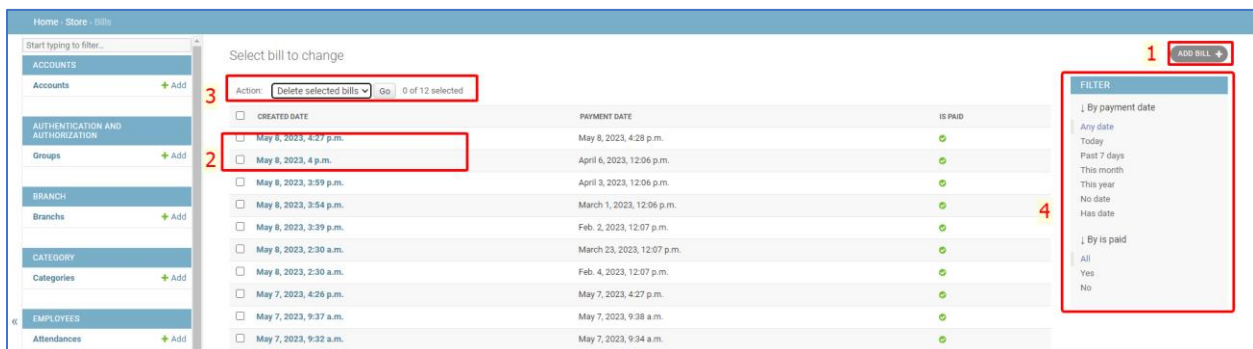 Home › Store › Bills
Start typing to filter...
ACCOUNTS
Accounts + Add
AUTHENTICATION AND
AUTHORIZATION
Groups + Add
BRANCH
Branchs + Add
CATEGORY
Categories + Add
EMPLOYEES
Attendances + Add
«
Select bill to change
1
ADD BILL +
3
Action: Delete selected bills Go 0 of 12 selected
CREATED DATE PAYMENT DATE IS PAID
May 8, 2023, 4:27 p.m. May 8, 2023, 4:28 p.m.
2
May 8, 2023, 4 p.m. April 6, 2023, 12:06 p.m.
May 8, 2023, 3:59 p.m. April 3, 2023, 12:06 p.m.
May 8, 2023, 3:54 p.m. March 1, 2023, 12:06 p.m.
May 8, 2023, 3:39 p.m. Feb. 2, 2023, 12:07 p.m.
May 8, 2023, 2:30 a.m. March 23, 2023, 12:07 p.m.
May 8, 2023, 2:30 a.m. Feb. 4, 2023, 12:07 p.m.
May 7, 2023, 4:26 p.m. May 7, 2023, 4:27 p.m.
May 7, 2023, 9:37 a.m. May 7, 2023, 9:38 a.m.
May 7, 2023, 9:32 a.m. May 7, 2023, 9:34 a.m.
4
FILTER
↓ By payment date
Any date
Today
Past 7 days
This month
This year
No date
Has date
↓ By is paid
All
Yes
No